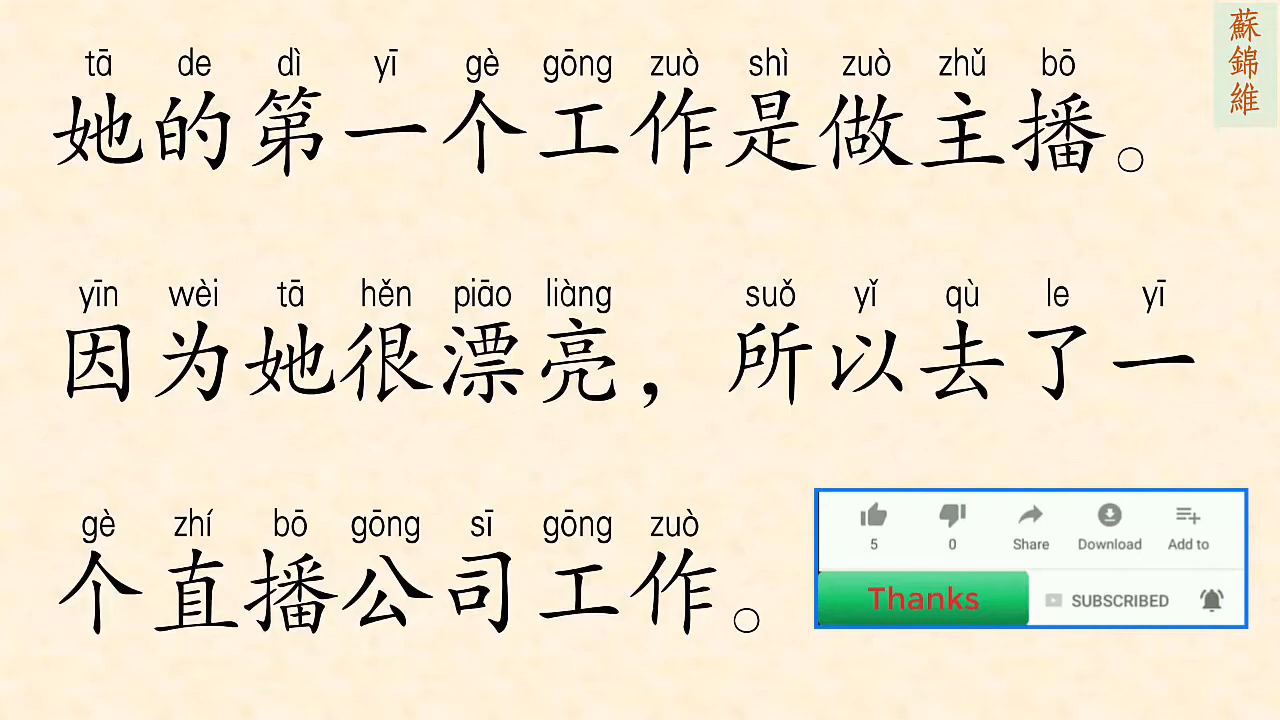 tā de dì yī gè gōng zuò shì zuò zhǔ bō
她的第一个工作是做主播。
yīn wèi tā hěn piāo liàng suǒ yǐ qù le yī
因为她很漂亮，所以去了一
gè zhí bō gōng sī gōng zuò
个直播公司工作。
蘇錦維
5 0 Share Download Add to
Thanks SUBSCRIBED